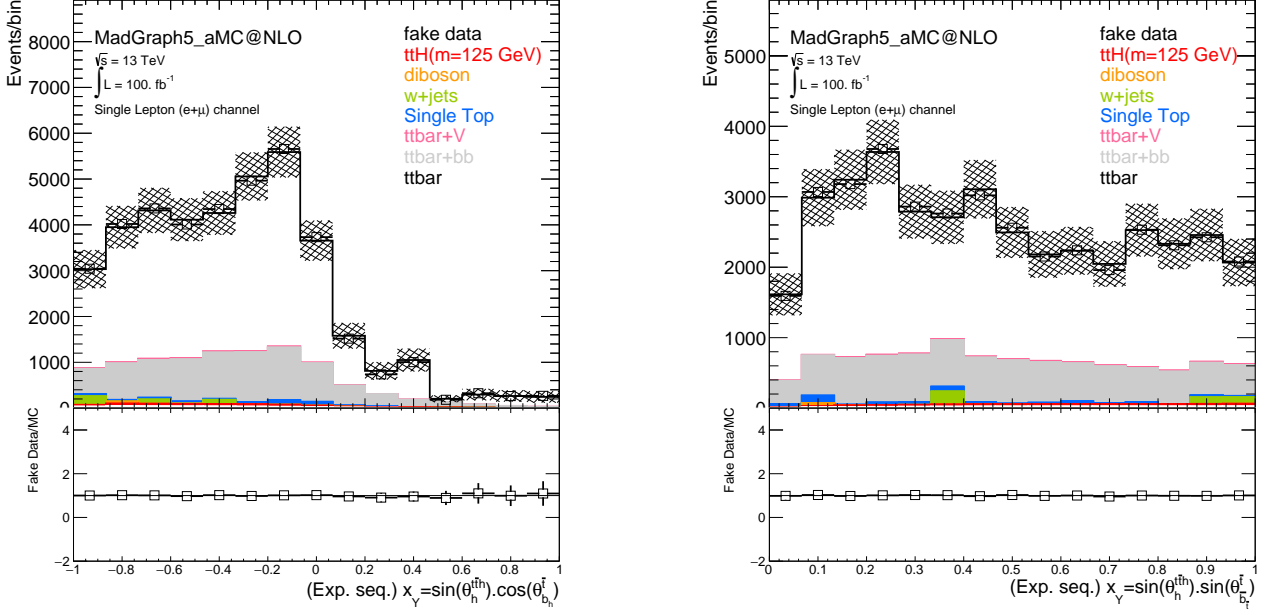 Events/bin
8000
7000
6000
5000
4000
3000
2000
1000
0
MadGraph5_aMC@NLO
√s = 13 TeV
∫L = 100. fb⁻¹
Single Lepton (e+μ) channel
fake data
ttH(m=125 GeV)
diboson
w+jets
Single Top
ttbar+V
ttbar+bb
ttbar
Fake Data/MC
4
2
0
−2
−1 −0.8 −0.6 −0.4 −0.2 0 0.2 0.4 0.6 0.8 1
(Exp. seq.) x_Y=sin(θ_h^{tt̄h}).cos(θ_{b_h}^{t̄})
Events/bin
5000
4000
3000
2000
1000
0
MadGraph5_aMC@NLO
√s = 13 TeV
∫L = 100. fb⁻¹
Single Lepton (e+μ) channel
fake data
ttH(m=125 GeV)
diboson
w+jets
Single Top
ttbar+V
ttbar+bb
ttbar
Fake Data/MC
4
2
0
−2
0 0.1 0.2 0.3 0.4 0.5 0.6 0.7 0.8 0.9 1
(Exp. seq.) x_Y=sin(θ_h^{tt̄h}).sin(θ_{b̄_{t̄}}^{t̄})